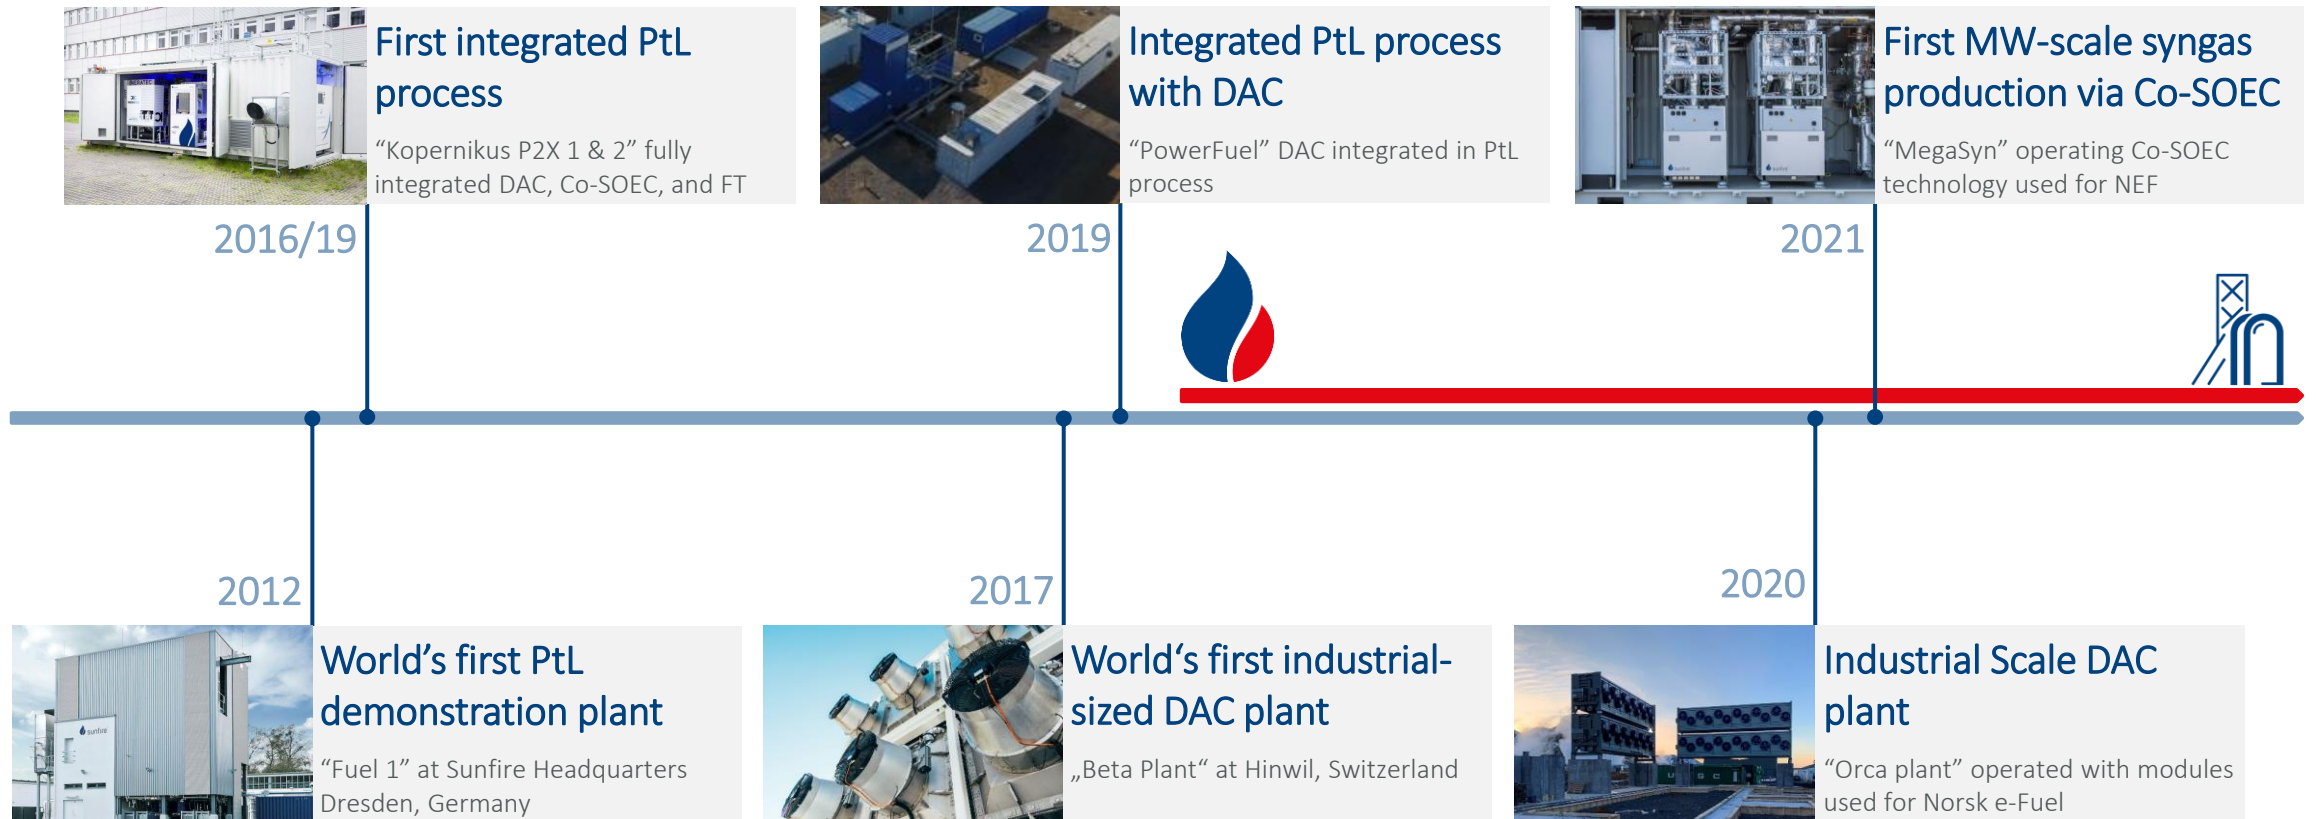 First integrated PtL
process
“Kopernikus P2X 1 & 2” fully
integrated DAC, Co-SOEC, and FT
2016/19
Integrated PtL process
with DAC
“PowerFuel” DAC integrated in PtL
process
2019
First MW-scale syngas
production via Co-SOEC
“MegaSyn” operating Co-SOEC
technology used for NEF
2021
2012
sunfire
World’s first PtL
demonstration plant
“Fuel 1” at Sunfire Headquarters
Dresden, Germany
2017
World‘s first industrial-
sized DAC plant
„Beta Plant“ at Hinwil, Switzerland
2020
Industrial Scale DAC
plant
“Orca plant” operated with modules
used for Norsk e-Fuel